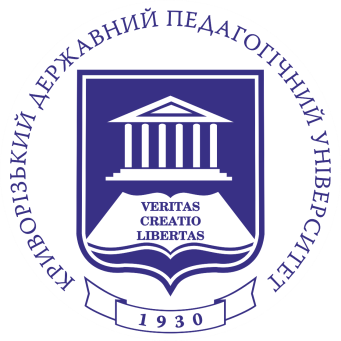 КРИВОРІЗЬКИЙ ДЕРЖАВНИЙ ПЕДАГОГІЧНИЙ УНІВЕРСИТЕТ
VERITAS
CREATIO
LIBERTAS
1930